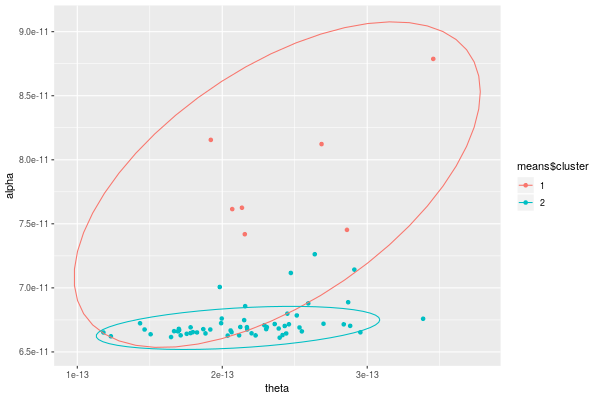 9.0e-11
8.5e-11
8.0e-11
7.5e-11
7.0e-11
6.5e-11
alpha
1e-13
2e-13
3e-13
theta
means$cluster
1
2